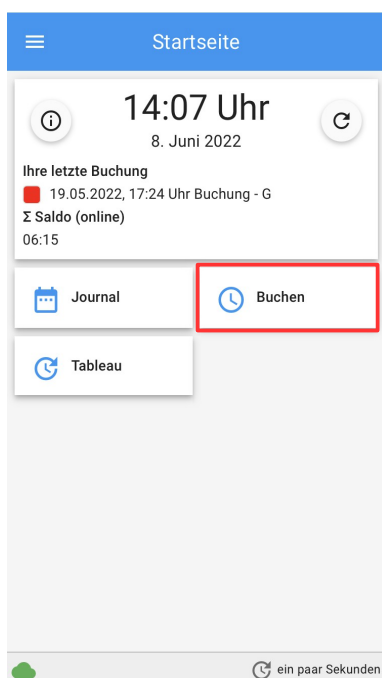 Startseite
14:07 Uhr
8. Juni 2022
Ihre letzte Buchung
19.05.2022, 17:24 Uhr Buchung - G
Σ Saldo (online)
06:15
Journal
Buchen
Tableau
ein paar Sekunden